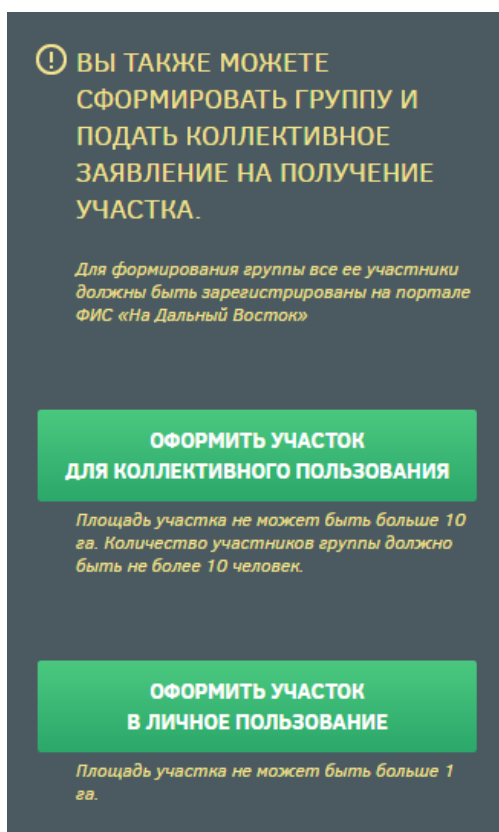 ВЫ ТАКЖЕ МОЖЕТЕ
СФОРМИРОВАТЬ ГРУППУ И
ПОДАТЬ КОЛЛЕКТИВНОЕ
ЗАЯВЛЕНИЕ НА ПОЛУЧЕНИЕ
УЧАСТКА.
Для формирования группы все ее участники
должны быть зарегистрированы на портале
ФИС «На Дальный Восток»
ОФОРМИТЬ УЧАСТОК
ДЛЯ КОЛЛЕКТИВНОГО ПОЛЬЗОВАНИЯ
Площадь участка не может быть больше 10
га. Количество участников группы должно
быть не более 10 человек.
ОФОРМИТЬ УЧАСТОК
В ЛИЧНОЕ ПОЛЬЗОВАНИЕ
Площадь участка не может быть больше 1
га.